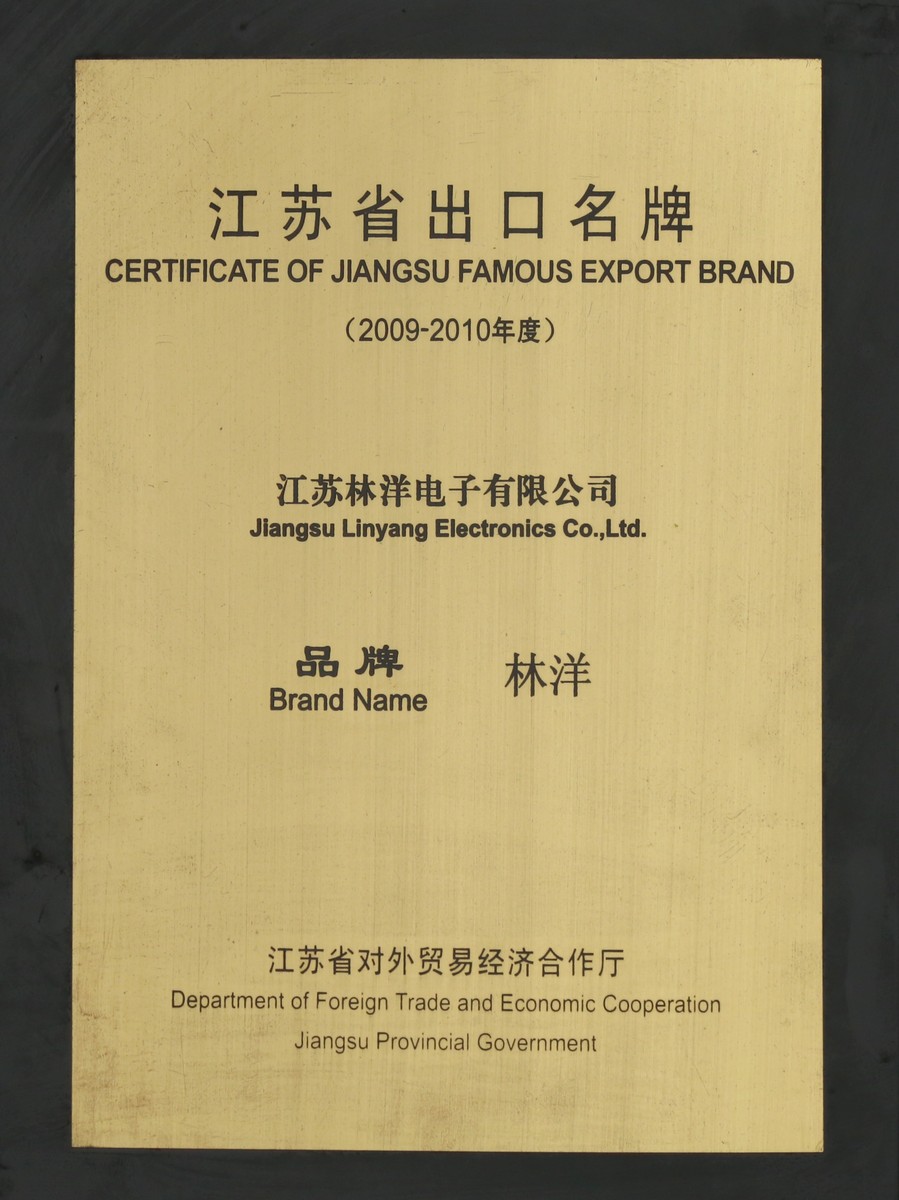 江苏省出口名牌
CERTIFICATE OF JIANGSU FAMOUS EXPORT BRAND
（2009-2010年度）
江苏林洋电子有限公司
Jiangsu Linyang Electronics Co.,Ltd.
品牌 林洋
Brand Name
江苏省对外贸易经济合作厅
Department of Foreign Trade and Economic Cooperation
Jiangsu Provincial Government